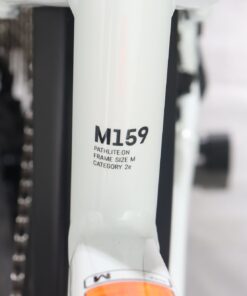 M159
PATHLITE:ON
FRAME SIZE M
CATEGORY 2e
M